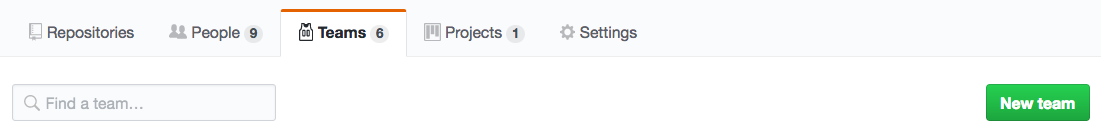 Repositories People 9 Teams 6 Projects 1 Settings
Find a team... New team